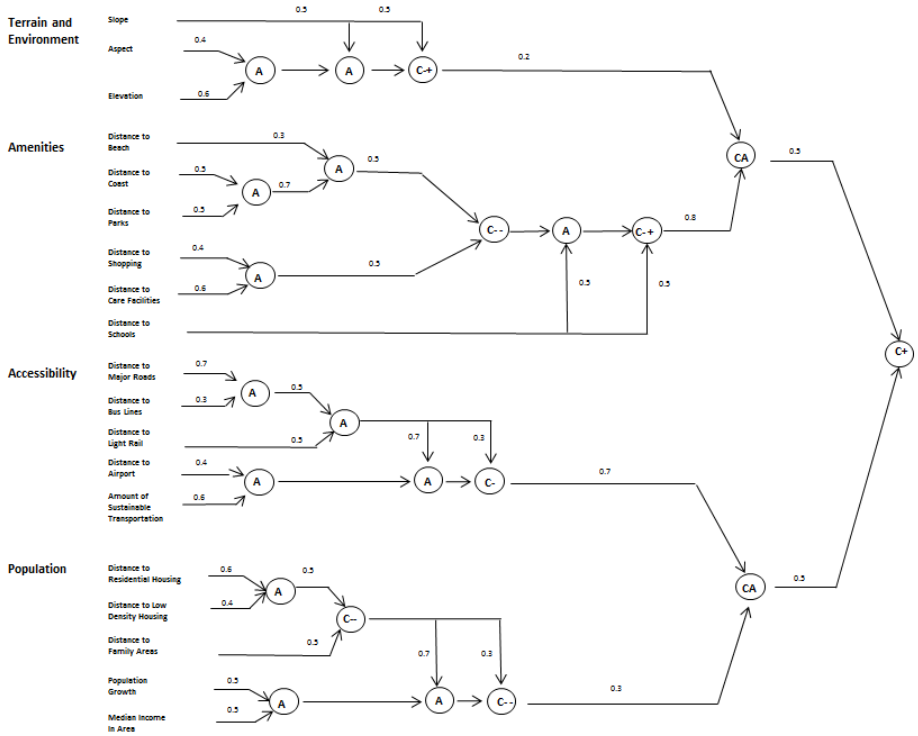 Terrain and
Environment
Slope
0.5
0.5
Aspect
0.4
A
A
C-+
0.2
Elevation
0.6
Amenities
Distance to
Beach
0.3
A
0.5
CA
0.5
Distance to
Coast
0.5
A
0.7
Distance to
Parks
0.5
C--
A
C-+
0.8
Distance to
Shopping
0.4
A
0.5
Distance to
Care Facilities
0.6
0.5
0.5
Distance to
Schools
C+
Accessibility
Distance to
Major Roads
0.7
A
0.5
Distance to
Bus Lines
0.3
A
Distance to
Light Rail
0.5
0.7
0.3
Distance to
Airport
0.4
A
A
C-
0.7
Amount of
Sustainable
Transportation
0.6
Population
Distance to
Residential Housing
0.6
0.5
A
CA
0.5
Distance to Low
Density Housing
0.4
C--
Distance to
Family Areas
0.5
0.7
0.3
Population
Growth
0.5
A
A
C--
0.3
Median Income
In Area
0.5